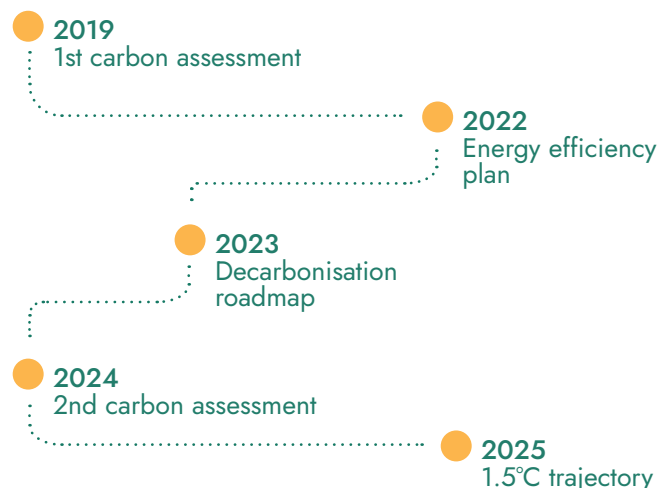 2019
1st carbon assessment
2022
Energy efficiency
plan
2023
Decarbonisation
roadmap
2024
2nd carbon assessment
2025
1.5°C trajectory